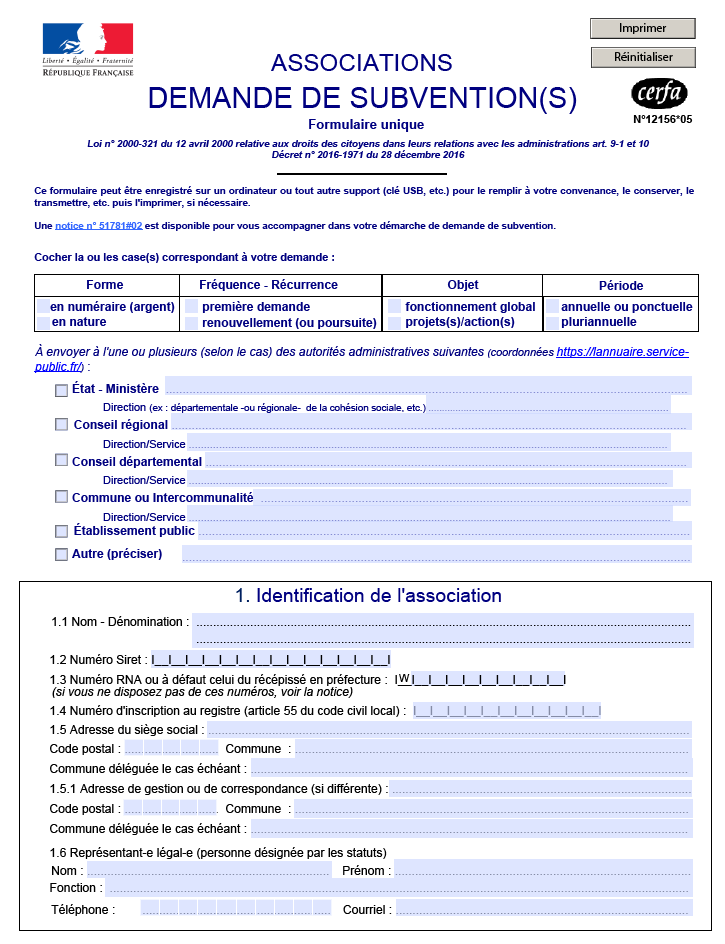 Imprimer
Réinitialiser
Liberté • Égalité • Fraternité
RÉPUBLIQUE FRANÇAISE
ASSOCIATIONS
DEMANDE DE SUBVENTION(S)
Formulaire unique
cerfa
N°12156*05
Loi n° 2000-321 du 12 avril 2000 relative aux droits des citoyens dans leurs relations avec les administrations art. 9-1 et 10
Décret n° 2016-1971 du 28 décembre 2016
Ce formulaire peut être enregistré sur un ordinateur ou tout autre support (clé USB, etc.) pour le remplir à votre convenance, le conserver, le
transmettre, etc. puis l'imprimer, si nécessaire.
Une notice n° 51781#02 est disponible pour vous accompagner dans votre démarche de demande de subvention.
Cocher la ou les case(s) correspondant à votre demande :
Forme Fréquence - Récurrence Objet Période
en numéraire (argent) première demande fonctionnement global annuelle ou ponctuelle
en nature renouvellement (ou poursuite) projets(s)/action(s) pluriannuelle
À envoyer à l'une ou plusieurs (selon le cas) des autorités administratives suivantes (coordonnées https://lannuaire.service-
public.fr/) :
État - Ministère
Direction (ex : départementale -ou régionale- de la cohésion sociale, etc.)
Conseil régional
Direction/Service
Conseil départemental
Direction/Service
Commune ou Intercommunalité
Direction/Service
Établissement public
Autre (préciser)
1. Identification de l'association
1.1 Nom - Dénomination :
1.2 Numéro Siret :
1.3 Numéro RNA ou à défaut celui du récépissé en préfecture : W
(si vous ne disposez pas de ces numéros, voir la notice)
1.4 Numéro d'inscription au registre (article 55 du code civil local) :
1.5 Adresse du siège social :
Code postal : Commune :
Commune déléguée le cas échéant :
1.5.1 Adresse de gestion ou de correspondance (si différente) :
Code postal : Commune :
Commune déléguée le cas échéant :
1.6 Représentant-e légal-e (personne désignée par les statuts)
Nom : Prénom :
Fonction :
Téléphone : Courriel :